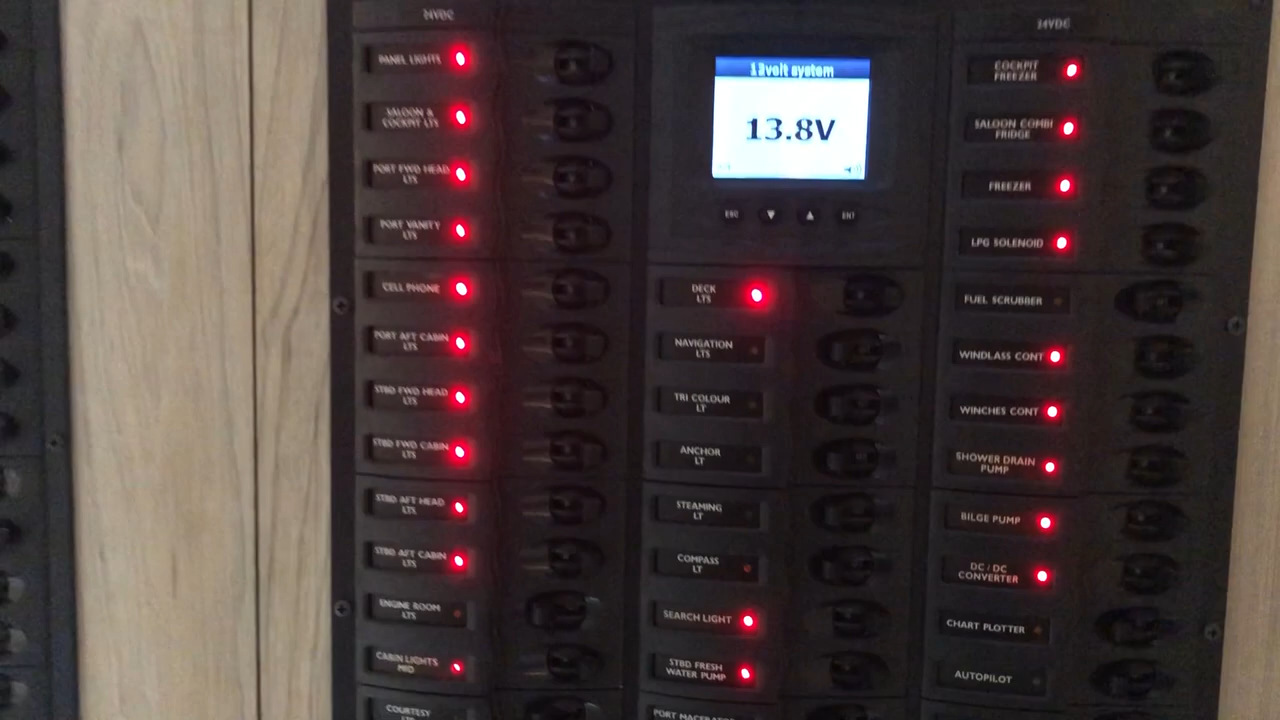 24VDC
PANEL LIGHTS
SALOON &
COCKPIT LTS
PORT FWD HEAD
LTS
PORT VANITY
LTS
CELL PHONE
PORT AFT CABIN
LTS
STBD FWD HEAD
LTS
STBD FWD CABIN
LTS
STBD AFT HEAD
LTS
STBD AFT CABIN
LTS
ENGINE ROOM
LTS
CABIN LIGHTS
MID
COURTESY
12volt system
13.8V
ESC
ENT
DECK
LTS
NAVIGATION
LTS
TRI COLOUR
LT
ANCHOR
LT
STEAMING
LT
COMPASS
LT
SEARCH LIGHT
STBD FRESH
WATER PUMP
PORT MACERATOR
24VDC
COCKPIT
FREEZER
SALOON COMBI
FRIDGE
FREEZER
LPG SOLENOID
FUEL SCRUBBER
WINDLASS CONT
WINCHES CONT
SHOWER DRAIN
PUMP
BILGE PUMP
DC / DC
CONVERTER
CHART PLOTTER
AUTOPILOT